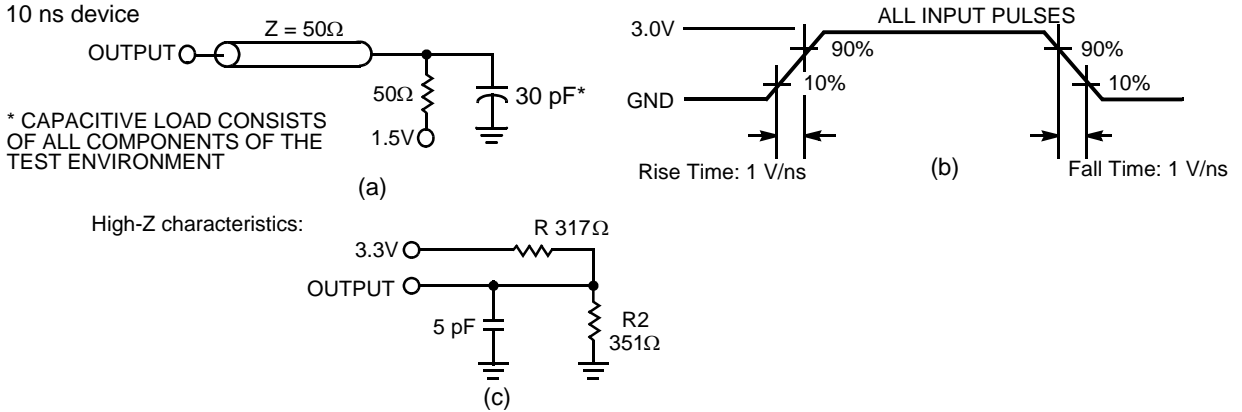 10 ns device
Z = 50Ω
OUTPUT
50Ω
30 pF*
1.5V
* CAPACITIVE LOAD CONSISTS
OF ALL COMPONENTS OF THE
TEST ENVIRONMENT
(a)
ALL INPUT PULSES
3.0V
90%
90%
10%
10%
GND
Rise Time: 1 V/ns
(b)
Fall Time: 1 V/ns
High-Z characteristics:
R 317Ω
3.3V
OUTPUT
5 pF
R2
351Ω
(c)